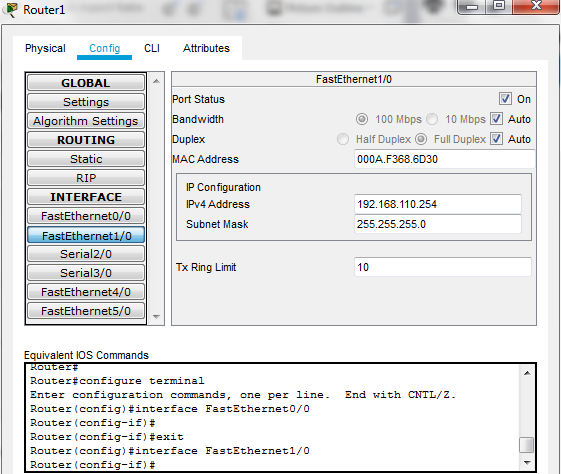 Router1
Physical Config CLI Attributes
GLOBAL
Settings
Algorithm Settings
ROUTING
Static
RIP
INTERFACE
FastEthernet0/0
FastEthernet1/0
Serial2/0
Serial3/0
FastEthernet4/0
FastEthernet5/0
FastEthernet1/0
Port Status On
Bandwidth 100 Mbps 10 Mbps Auto
Duplex Half Duplex Full Duplex Auto
MAC Address 000A.F368.6D30
IP Configuration
IPv4 Address 192.168.110.254
Subnet Mask 255.255.255.0
Tx Ring Limit 10
Equivalent IOS Commands
Router#
Router#configure terminal
Enter configuration commands, one per line. End with CNTL/Z.
Router(config)#interface FastEthernet0/0
Router(config-if)#
Router(config-if)#exit
Router(config)#interface FastEthernet1/0
Router(config-if)#